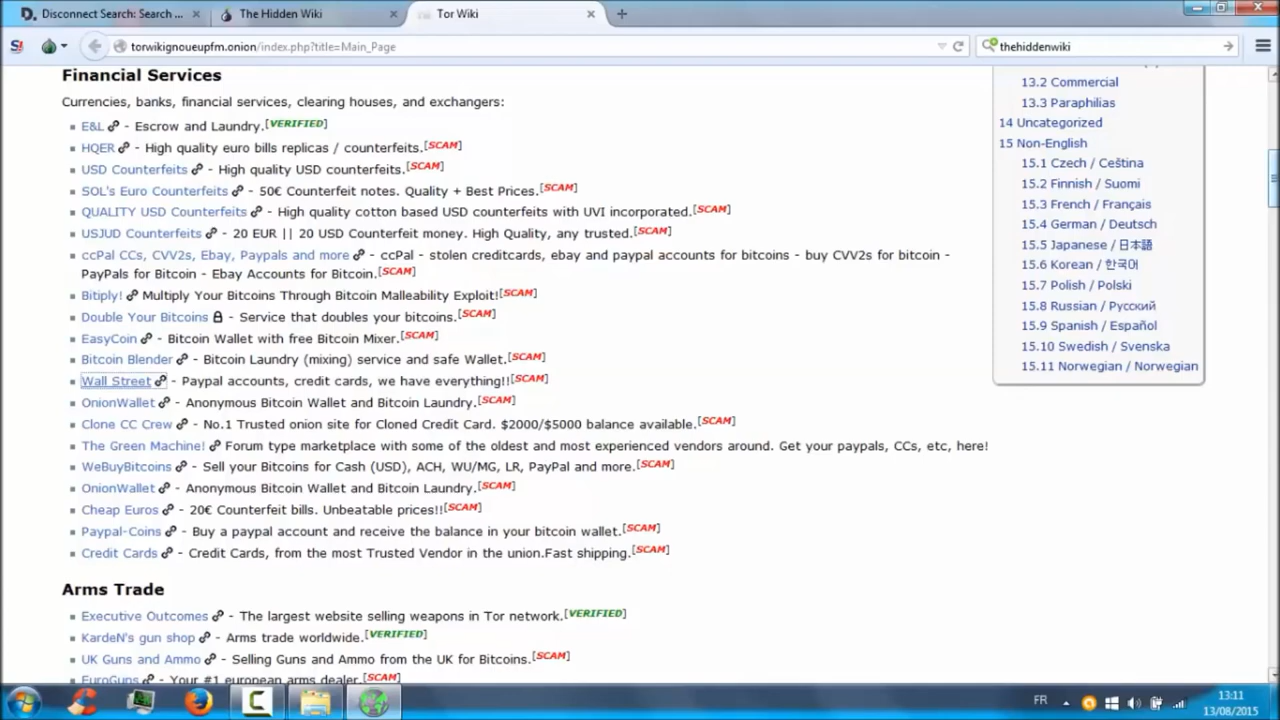 Disconnect Search: Search ...
The Hidden Wiki
Tor Wiki
torwikignoueupfm.onion/index.php?title=Main_Page
thehiddenwiki
Financial Services
Currencies, banks, financial services, clearing houses, and exchangers:
E&L - Escrow and Laundry.[VERIFIED]
HQER - High quality euro bills replicas / counterfeits.[SCAM]
USD Counterfeits - High quality USD counterfeits.[SCAM]
SOL's Euro Counterfeits - 50€ Counterfeit notes. Quality + Best Prices.[SCAM]
QUALITY USD Counterfeits - High quality cotton based USD counterfeits with UVI incorporated.[SCAM]
USJUD Counterfeits - 20 EUR || 20 USD Counterfeit money. High Quality, any trusted.[SCAM]
ccPal CCs, CVV2s, Ebay, Paypals and more - ccPal - stolen creditcards, ebay and paypal accounts for bitcoins - buy CVV2s for bitcoin -
PayPals for Bitcoin - Ebay Accounts for Bitcoin.[SCAM]
Bitiply! Multiply Your Bitcoins Through Bitcoin Malleability Exploit![SCAM]
Double Your Bitcoins - Service that doubles your bitcoins.[SCAM]
EasyCoin - Bitcoin Wallet with free Bitcoin Mixer.[SCAM]
Bitcoin Blender - Bitcoin Laundry (mixing) service and safe Wallet.[SCAM]
Wall Street - Paypal accounts, credit cards, we have everything!![SCAM]
OnionWallet - Anonymous Bitcoin Wallet and Bitcoin Laundry.[SCAM]
Clone CC Crew - No.1 Trusted onion site for Cloned Credit Card. $2000/$5000 balance available.[SCAM]
The Green Machine! Forum type marketplace with some of the oldest and most experienced vendors around. Get your paypals, CCs, etc, here!
WeBuyBitcoins - Sell your Bitcoins for Cash (USD), ACH, WU/MG, LR, PayPal and more.[SCAM]
OnionWallet - Anonymous Bitcoin Wallet and Bitcoin Laundry.[SCAM]
Cheap Euros - 20€ Counterfeit bills. Unbeatable prices!![SCAM]
Paypal-Coins - Buy a paypal account and receive the balance in your bitcoin wallet.[SCAM]
Credit Cards - Credit Cards, from the most Trusted Vendor in the union.Fast shipping.[SCAM]
Arms Trade
Executive Outcomes - The largest website selling weapons in Tor network.[VERIFIED]
KardeN's gun shop - Arms trade worldwide.[VERIFIED]
UK Guns and Ammo - Selling Guns and Ammo from the UK for Bitcoins.[SCAM]
EuroGuns - Your #1 european arms dealer.[SCAM]
13.2 Commercial
13.3 Paraphilias
14 Uncategorized
15 Non-English
15.1 Czech / Čeština
15.2 Finnish / Suomi
15.3 French / Français
15.4 German / Deutsch
15.5 Japanese / 日本語
15.6 Korean / 한국어
15.7 Polish / Polski
15.8 Russian / Русский
15.9 Spanish / Español
15.10 Swedish / Svenska
15.11 Norwegian / Norwegian
FR
13:11
13/08/2015